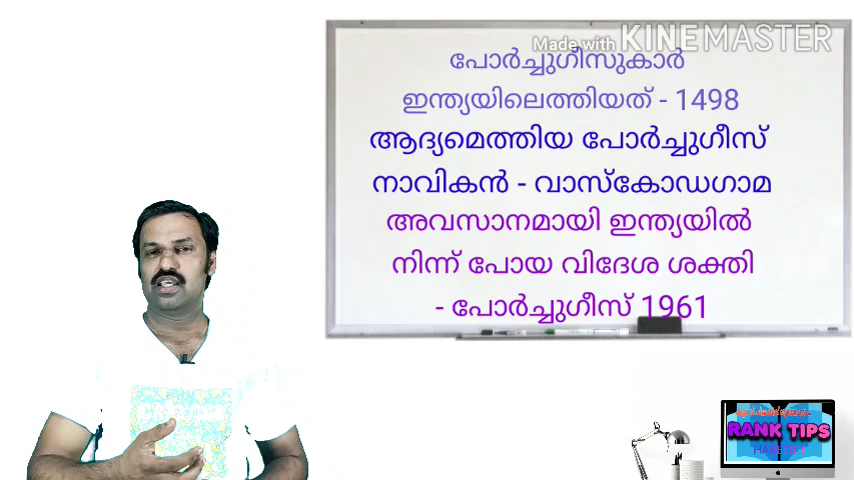 Made with KINEMASTER
പോർച്ചുഗീസുകാർ
ഇന്ത്യയിലെത്തിയത് - 1498
ആദ്യമെത്തിയ പോർച്ചുഗീസ്
നാവികൻ - വാസ്കോഡഗാമ
അവസാനമായി ഇന്ത്യയിൽ
നിന്ന് പോയ വിദേശ ശക്തി
- പോർച്ചുഗീസ് 1961
RANK TIPS